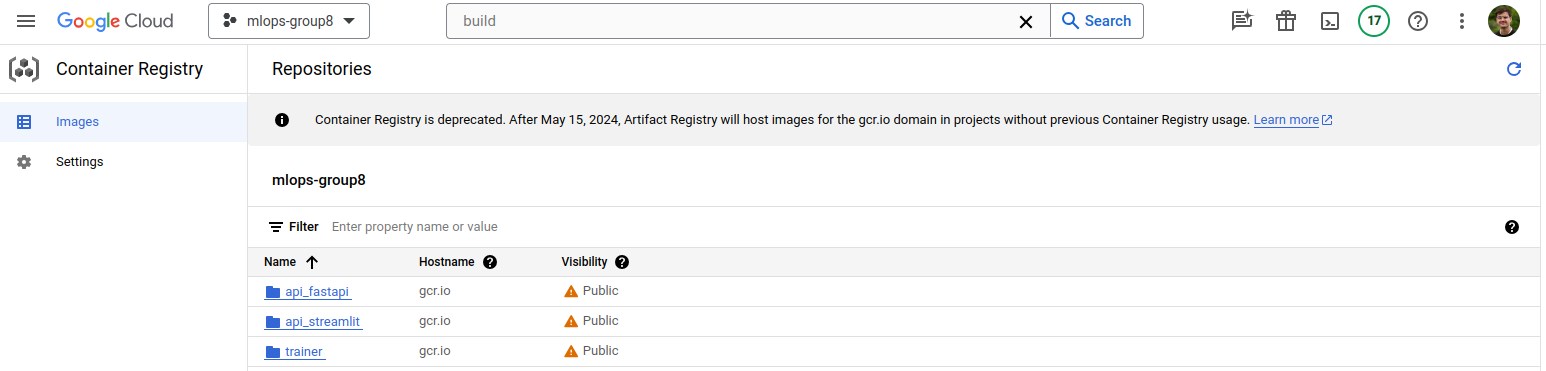 Google Cloud
mlops-group8
build
Search
17
Container Registry
Repositories
Images
Container Registry is deprecated. After May 15, 2024, Artifact Registry will host images for the gcr.io domain in projects without previous Container Registry usage. Learn more
Settings
mlops-group8
Filter Enter property name or value
Name Hostname Visibility
api_fastapi gcr.io Public
api_streamlit gcr.io Public
trainer gcr.io Public